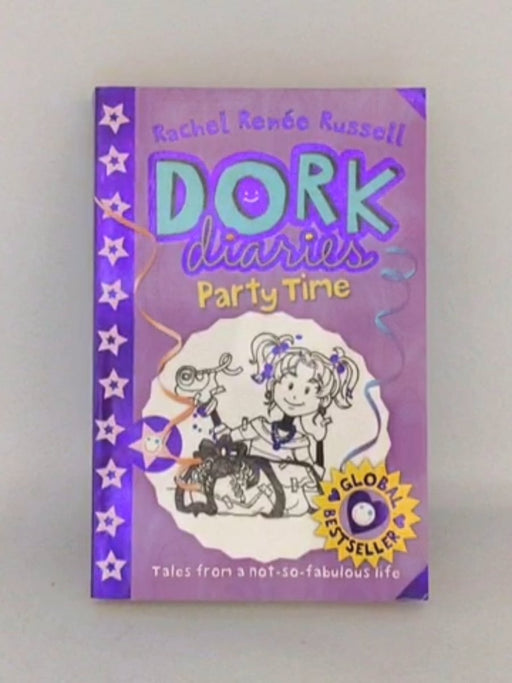 Rachel Renée Russell
DORK
diaries
Party Time
GLOBAL
BESTSELLER
Tales from a not-so-fabulous life